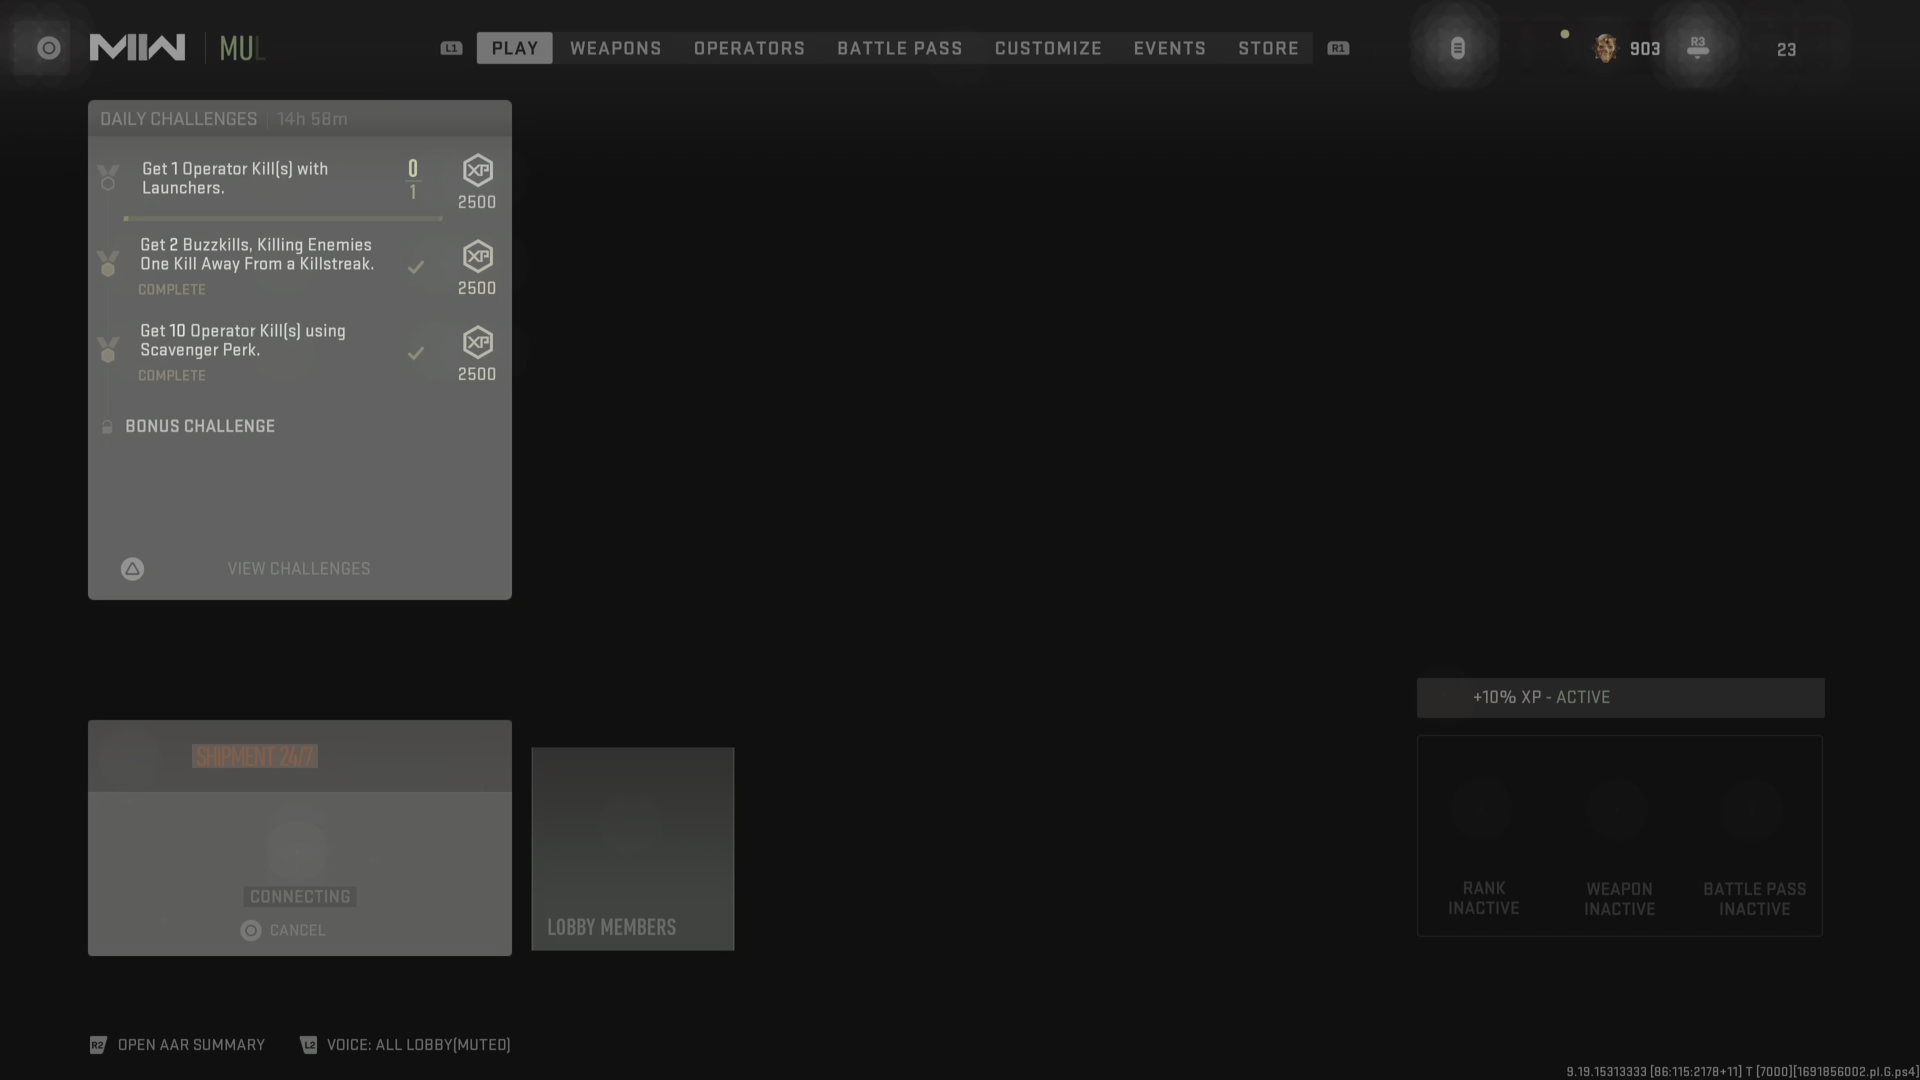 MW MUL
L1 PLAY WEAPONS OPERATORS BATTLE PASS CUSTOMIZE EVENTS STORE R1
903 R3 23
DAILY CHALLENGES 14h 58m
Get 1 Operator Kill(s) with
Launchers.
0
1
XP
2500
Get 2 Buzzkills, Killing Enemies
One Kill Away From a Killstreak.
COMPLETE
XP
2500
Get 10 Operator Kill(s) using
Scavenger Perk.
COMPLETE
XP
2500
BONUS CHALLENGE
VIEW CHALLENGES
+10% XP - ACTIVE
SHIPMENT 24/7
CONNECTING
CANCEL
LOBBY MEMBERS
RANK
INACTIVE
WEAPON
INACTIVE
BATTLE PASS
INACTIVE
R2 OPEN AAR SUMMARY L2 VOICE: ALL LOBBY(MUTED)
9.19.15313333 [86:115:2178+11] T [7000][1691856002.pl.G.ps4]